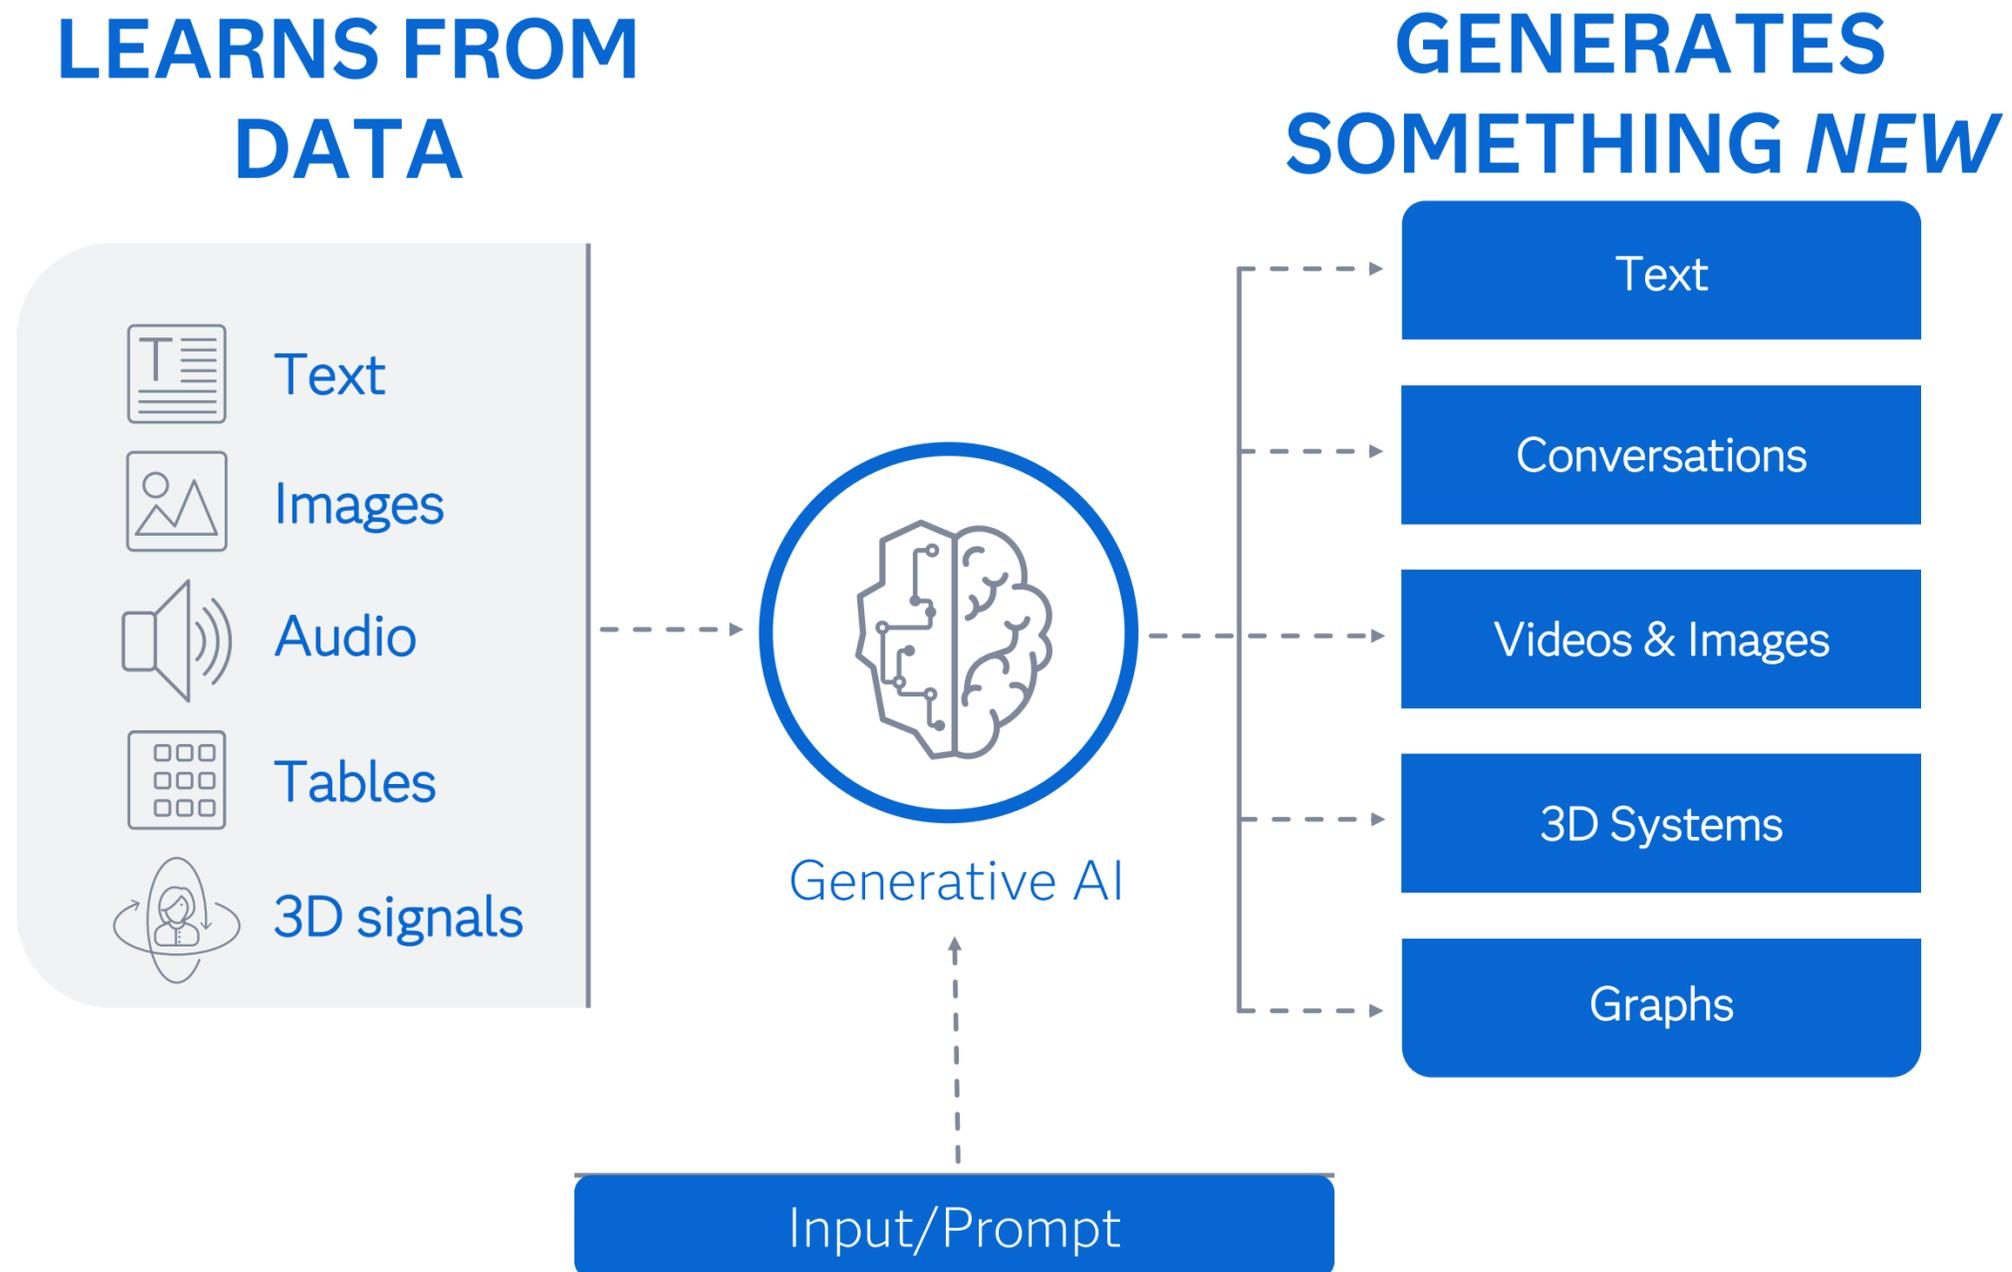 LEARNS FROM
DATA
Text
Images
Audio
Tables
3D signals
Generative AI
Input/Prompt
GENERATES
SOMETHING NEW
Text
Conversations
Videos & Images
3D Systems
Graphs